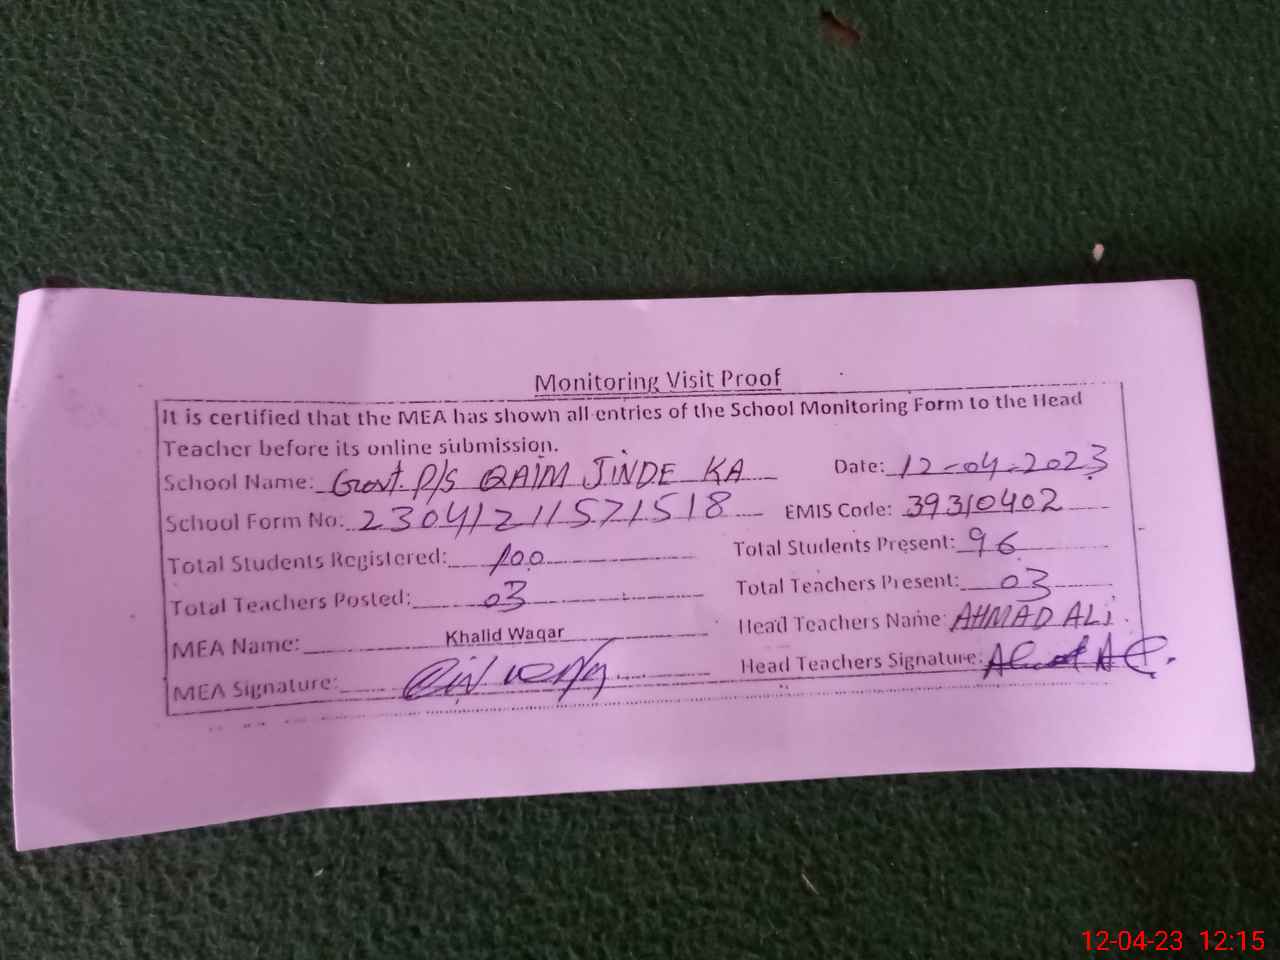 Monitoring Visit Proof
It is certified that the MEA has shown all entries of the School Monitoring Form to the Head
Teacher before its online submission.
School Name: Govt. P/S QAIM JINDE KA Date: 12-04-2023
School Form No: 23041211571518 EMIS Code: 39310402
Total Students Registered: 100 Total Students Present: 96
Total Teachers Posted: 03 Total Teachers Present: 03
MEA Name: Khalid Waqar Head Teachers Name: AHMAD ALi
MEA Signature: Head Teachers Signature:
12-04-23 12:15